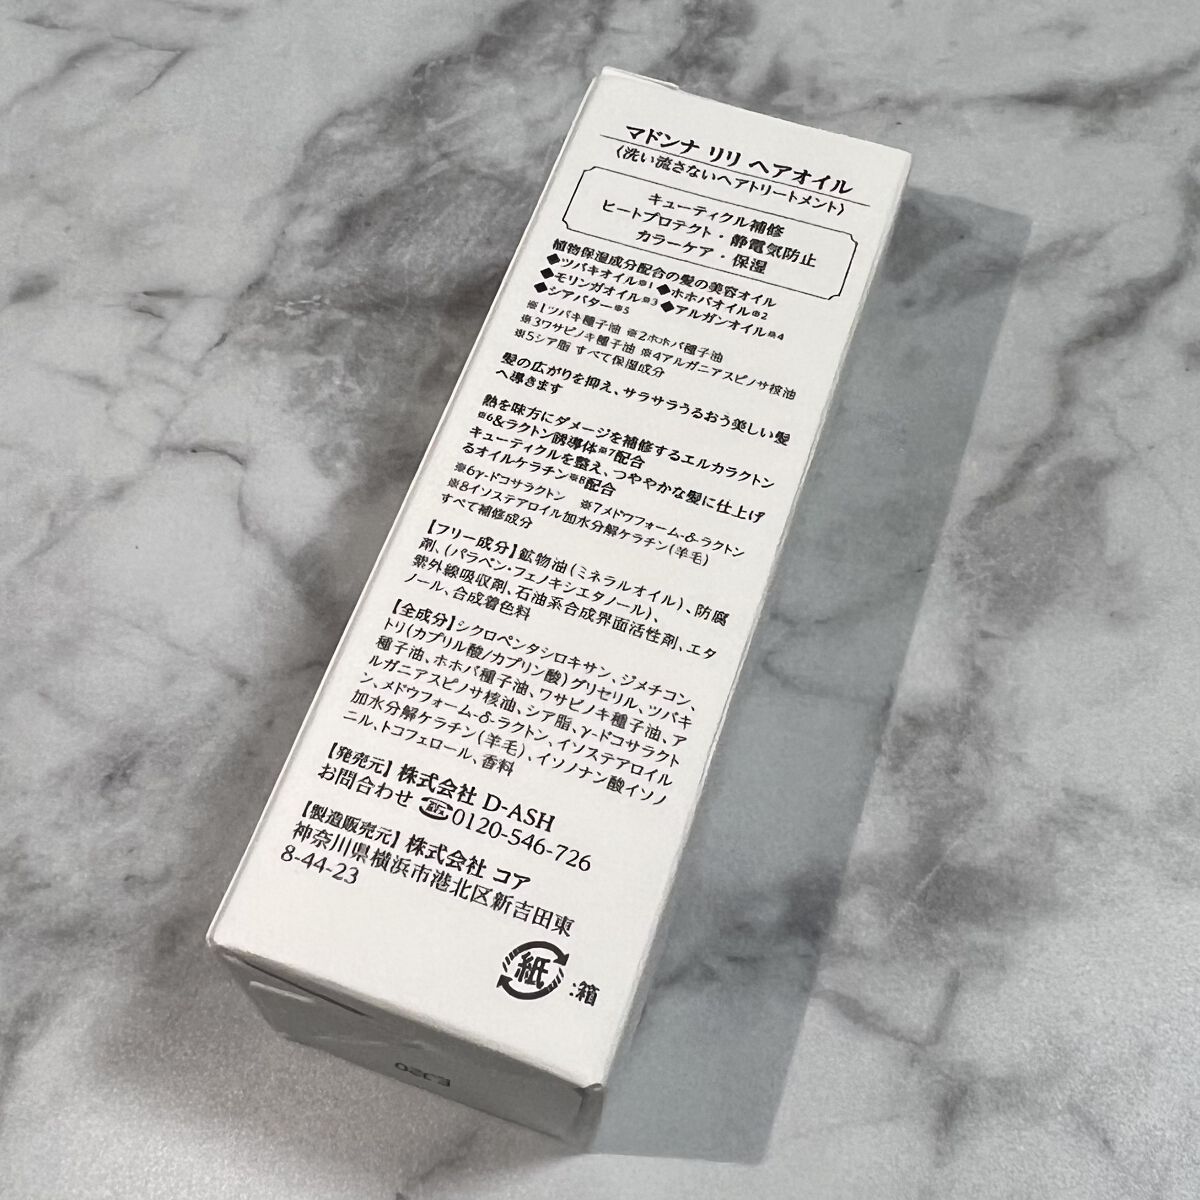 マドンナ リリ ヘアオイル
〈洗い流さないヘアトリートメント〉
キューティクル補修
ヒートプロテクト・静電気防止
カラーケア・保湿
植物保湿成分配合の髪の美容オイル
◆ツバキオイル※1 ◆ホホバオイル※2
◆モリンガオイル※3 ◆アルガンオイル※4
◆シアバター※5
※1ツバキ種子油 ※2ホホバ種子油
※3ワサビノキ種子油 ※4アルガニアスピノサ核油
※5シア脂 すべて保湿成分
髪の広がりを抑え、サラサラうるおう美しい髪
へ導きます
熱を味方にダメージを補修するエルカラクトン
※6&ラクトン誘導体※7配合
キューティクルを整え、つややかな髪に仕上げ
るオイルケラチン※8配合
※6γ-ドコサラクトン ※7メドウフォーム-δ-ラクトン
※8イソステアロイル加水分解ケラチン(羊毛)
すべて補修成分
【フリー成分】鉱物油(ミネラルオイル)、防腐
剤、(パラベン・フェノキシエタノール)、
紫外線吸収剤、石油系合成界面活性剤、エタ
ノール、合成着色料
【全成分】シクロペンタシロキサン、ジメチコン、
トリ(カプリル酸/カプリン酸)グリセリル、ツバキ
種子油、ホホバ種子油、ワサビノキ種子油、ア
ルガニアスピノサ核油、シア脂、γ-ドコサラクト
ン、メドウフォーム-δ-ラクトン、イソステアロイル
加水分解ケラチン(羊毛)、イソノナン酸イソノ
ニル、トコフェロール、香料
【発売元】株式会社 D-ASH
お問合わせ 0120-546-726
【製造販売元】株式会社 コア
神奈川県横浜市港北区新吉田東
8-44-23
紙 :箱